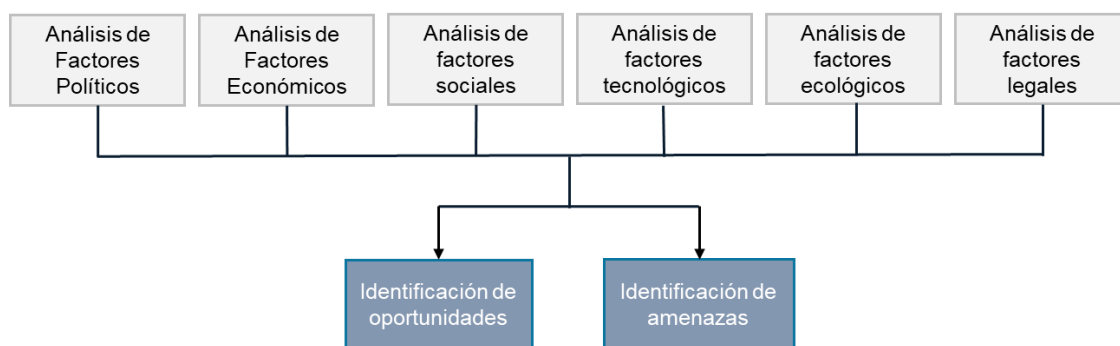 Análisis de
Factores
Políticos
Análisis de
Factores
Económicos
Análisis de
factores
sociales
Análisis de
factores
tecnológicos
Análisis de
factores
ecológicos
Análisis de
factores
legales
Identificación de
oportunidades
Identificación de
amenazas